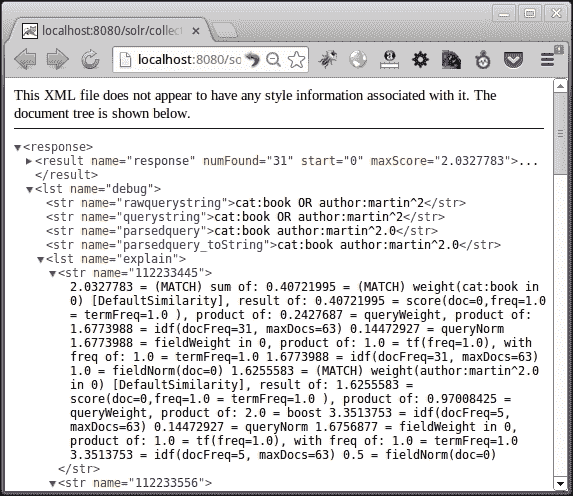 localhost:8080/solr/collec
localhost:8080/so
This XML file does not appear to have any style information associated with it. The
document tree is shown below.
▼<response>
▶<result name="response" numFound="31" start="0" maxScore="2.0327783">...
</result>
▼<lst name="debug">
<str name="rawquerystring">cat:book OR author:martin^2</str>
<str name="querystring">cat:book OR author:martin^2</str>
<str name="parsedquery">cat:book author:martin^2.0</str>
<str name="parsedquery_toString">cat:book author:martin^2.0</str>
▼<lst name="explain">
▼<str name="112233445">
2.0327783 = (MATCH) sum of: 0.40721995 = (MATCH) weight(cat:book in
0) [DefaultSimilarity], result of: 0.40721995 = score(doc=0,freq=1.0
= termFreq=1.0 ), product of: 0.2427687 = queryWeight, product of:
1.6773988 = idf(docFreq=31, maxDocs=63) 0.14472927 = queryNorm
1.6773988 = fieldWeight in 0, product of: 1.0 = tf(freq=1.0), with
freq of: 1.0 = termFreq=1.0 1.6773988 = idf(docFreq=31, maxDocs=63)
1.0 = fieldNorm(doc=0) 1.6255583 = (MATCH) weight(author:martin^2.0
in 0) [DefaultSimilarity], result of: 1.6255583 =
score(doc=0,freq=1.0 = termFreq=1.0 ), product of: 0.97008425 =
queryWeight, product of: 2.0 = boost 3.3513753 = idf(docFreq=5,
maxDocs=63) 0.14472927 = queryNorm 1.6756877 = fieldWeight in 0,
product of: 1.0 = tf(freq=1.0), with freq of: 1.0 = termFreq=1.0
3.3513753 = idf(docFreq=5, maxDocs=63) 0.5 = fieldNorm(doc=0)
</str>
▼<str name="112233556">